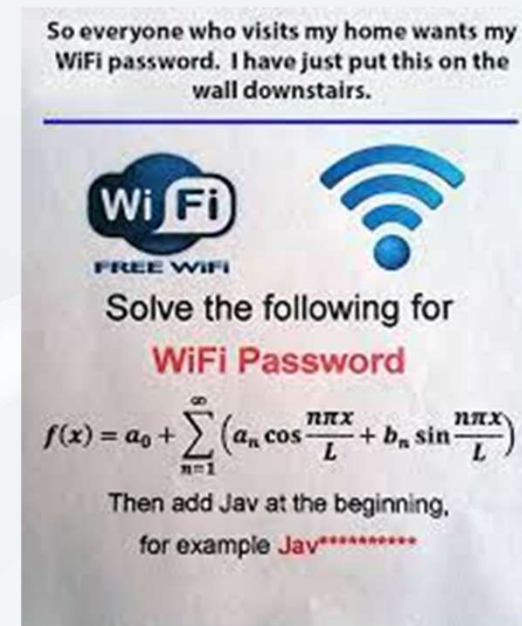 So everyone who visits my home wants my
WiFi password. I have just put this on the
wall downstairs.
Wi Fi
FREE WiFi
Solve the following for
WiFi Password
f(x) = a₀ + ∑_{n=1}^{∞} (aₙ cos nπx/L + bₙ sin nπx/L)
Then add Jav at the beginning,
for example Jav**********